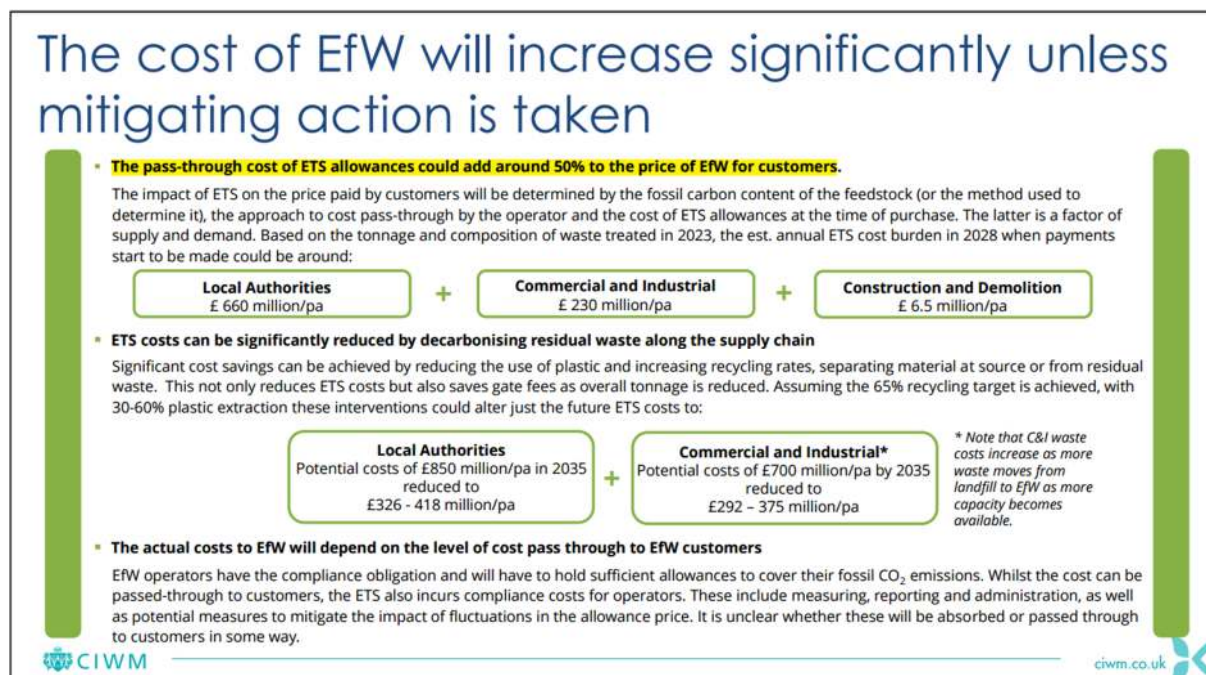 The cost of EfW will increase significantly unless
mitigating action is taken
▪ The pass-through cost of ETS allowances could add around 50% to the price of EfW for customers.
The impact of ETS on the price paid by customers will be determined by the fossil carbon content of the feedstock (or the method used to
determine it), the approach to cost pass-through by the operator and the cost of ETS allowances at the time of purchase. The latter is a factor of
supply and demand. Based on the tonnage and composition of waste treated in 2023, the est. annual ETS cost burden in 2028 when payments
start to be made could be around:
Local Authorities
£ 660 million/pa
+
Commercial and Industrial
£ 230 million/pa
+
Construction and Demolition
£ 6.5 million/pa
▪ ETS costs can be significantly reduced by decarbonising residual waste along the supply chain
Significant cost savings can be achieved by reducing the use of plastic and increasing recycling rates, separating material at source or from residual
waste. This not only reduces ETS costs but also saves gate fees as overall tonnage is reduced. Assuming the 65% recycling target is achieved, with
30-60% plastic extraction these interventions could alter just the future ETS costs to:
Local Authorities
Potential costs of £850 million/pa in 2035
reduced to
£326 - 418 million/pa
+
Commercial and Industrial*
Potential costs of £700 million/pa by 2035
reduced to
£292 – 375 million/pa
* Note that C&I waste
costs increase as more
waste moves from
landfill to EfW as more
capacity becomes
available.
▪ The actual costs to EfW will depend on the level of cost pass through to EfW customers
EfW operators have the compliance obligation and will have to hold sufficient allowances to cover their fossil CO₂ emissions. Whilst the cost can be
passed-through to customers, the ETS also incurs compliance costs for operators. These include measuring, reporting and administration, as well
as potential measures to mitigate the impact of fluctuations in the allowance price. It is unclear whether these will be absorbed or passed through
to customers in some way.
CIWM
ciwm.co.uk